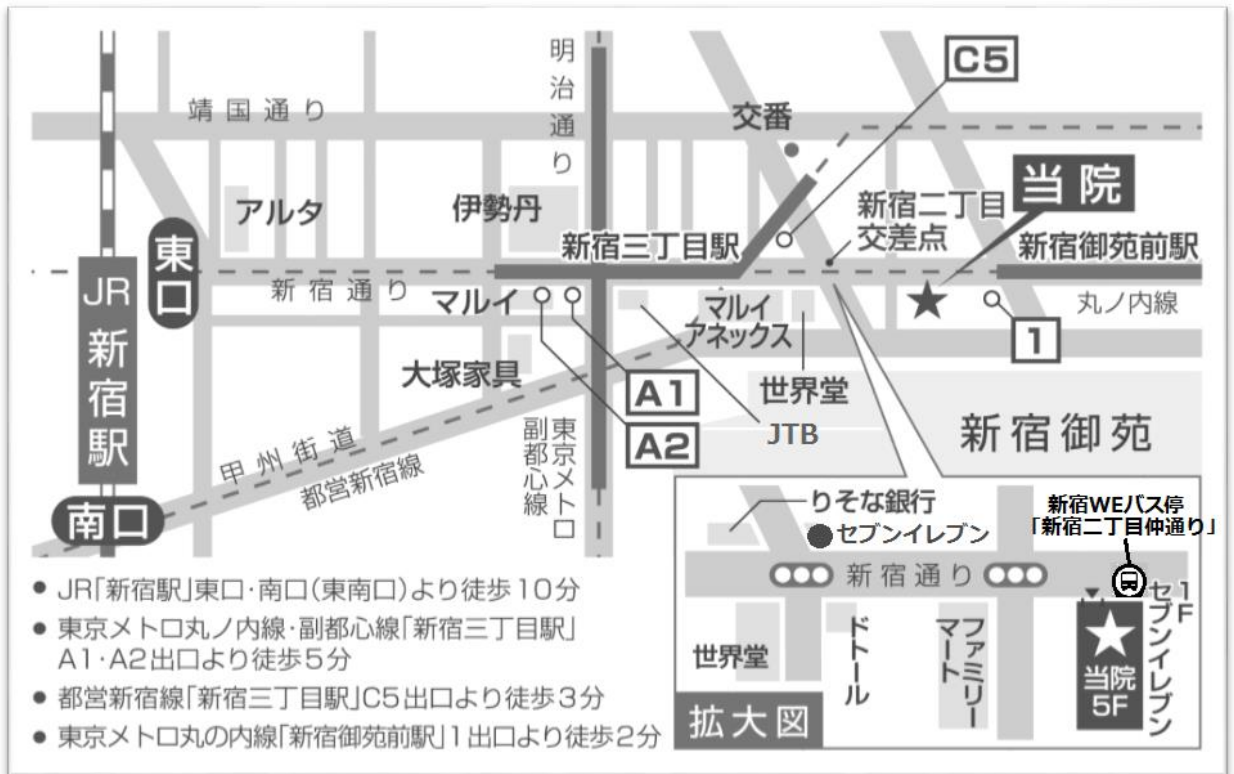 明治通り
C5
靖国通り
交番
当院
アルタ
伊勢丹
新宿二丁目
交差点
東口
新宿三丁目駅
新宿御苑前駅
JR新宿駅
新宿通り
マルイ
マルイ
アネックス
丸ノ内線
1
大塚家具
A1
世界堂
A2
JTB
新宿御苑
甲州街道
都営新宿線
東京メトロ
副都心線
南口
りそな銀行
セブンイレブン
新宿WEバス停
「新宿二丁目仲通り」
新宿通り
1F
セブンイレブン
世界堂
ドトール
ファミリー
マート
当院
5F
拡大図
● JR「新宿駅」東口・南口(東南口)より徒歩10分
● 東京メトロ丸ノ内線・副都心線「新宿三丁目駅」
A1・A2出口より徒歩5分
● 都営新宿線「新宿三丁目駅」C5出口より徒歩3分
● 東京メトロ丸の内線「新宿御苑前駅」1出口より徒歩2分